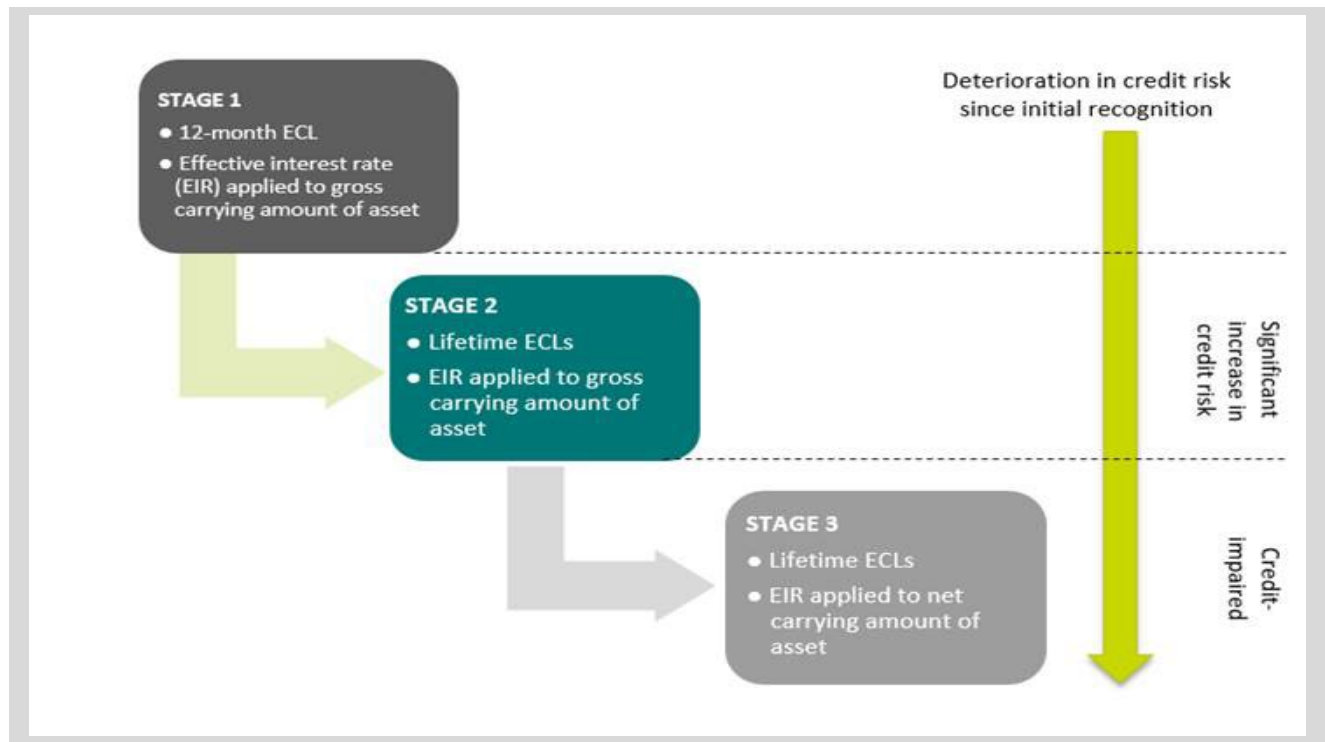 STAGE 1
● 12-month ECL
● Effective interest rate
(EIR) applied to gross
carrying amount of asset
Deterioration in credit risk
since initial recognition
STAGE 2
● Lifetime ECLs
● EIR applied to gross
carrying amount of
asset
Significant
increase in
credit risk
STAGE 3
● Lifetime ECLs
● EIR applied to net
carrying amount of
asset
Credit-
impaired